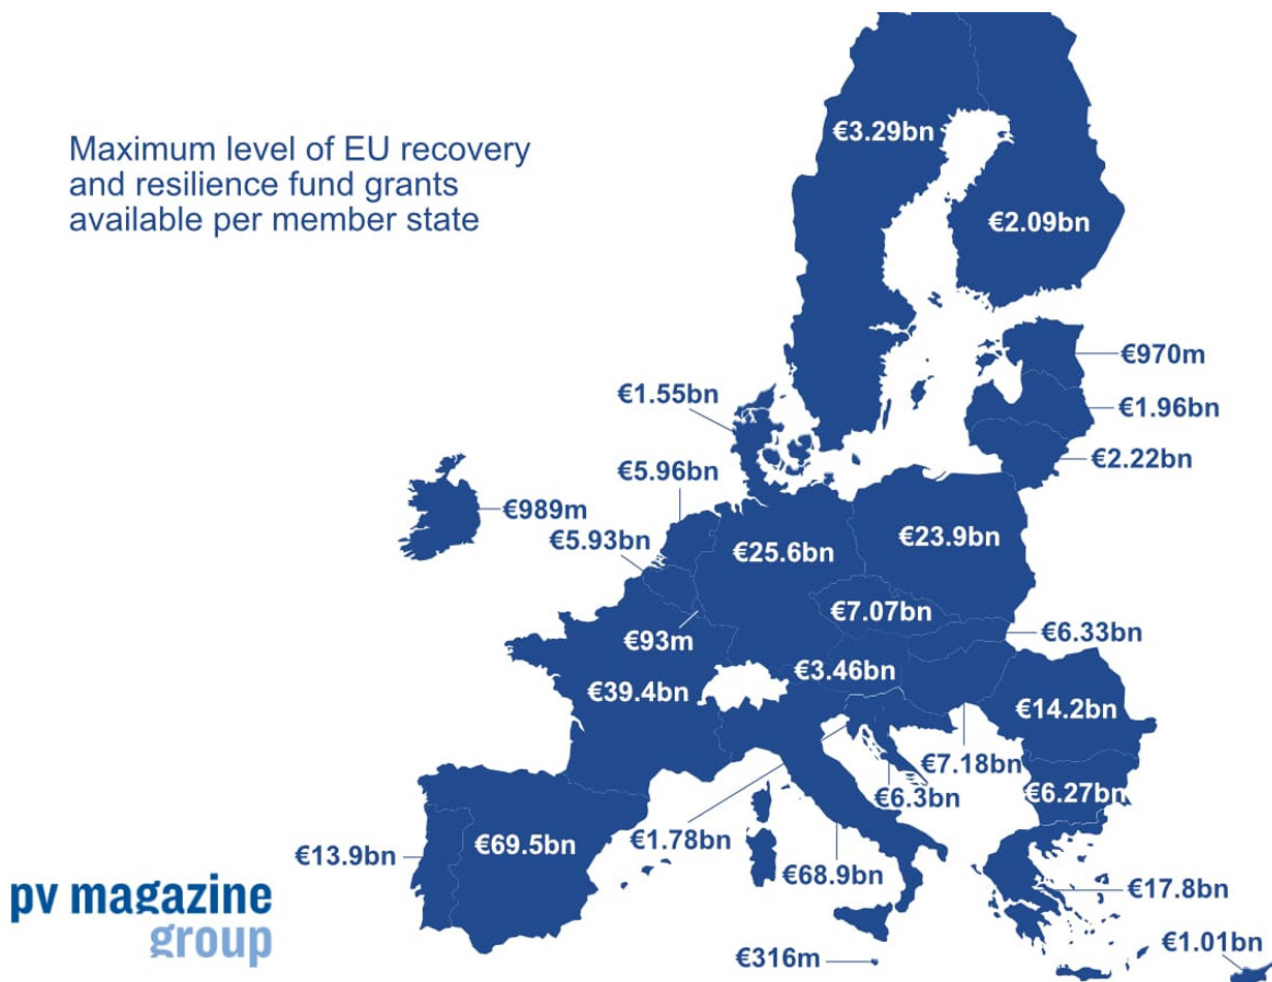 Maximum level of EU recovery
and resilience fund grants
available per member state
€3.29bn
€2.09bn
€970m
€1.55bn
€1.96bn
€2.22bn
€5.96bn
€989m
€5.93bn
€25.6bn
€23.9bn
€7.07bn
€93m
€6.33bn
€3.46bn
€39.4bn
€14.2bn
€7.18bn
€6.3bn
€6.27bn
€1.78bn
€69.5bn
€13.9bn
€68.9bn
€17.8bn
€316m
€1.01bn
pv magazine
group